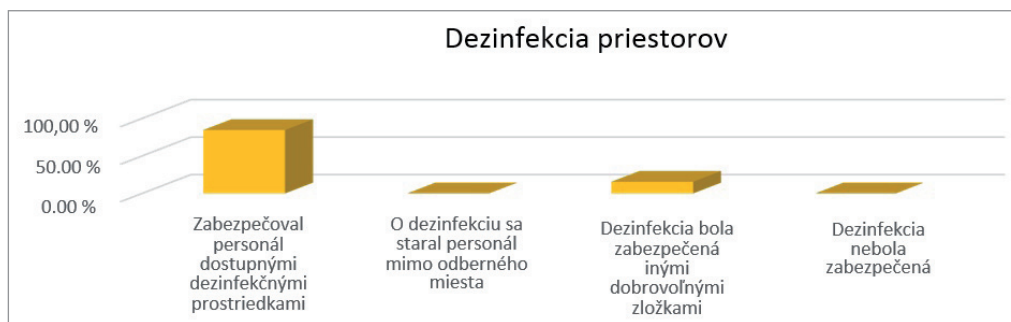 Dezinfekcia priestorov
100,00 %
50.00 %
0.00 %
Zabezpečoval
personál
dostupnými
dezinfekčnými
prostriedkami
O dezinfekciu sa
staral personál
mimo odberného
miesta
Dezinfekcia bola
zabezpečená
inými
dobrovoľnými
zložkami
Dezinfekcia
nebola
zabezpečená